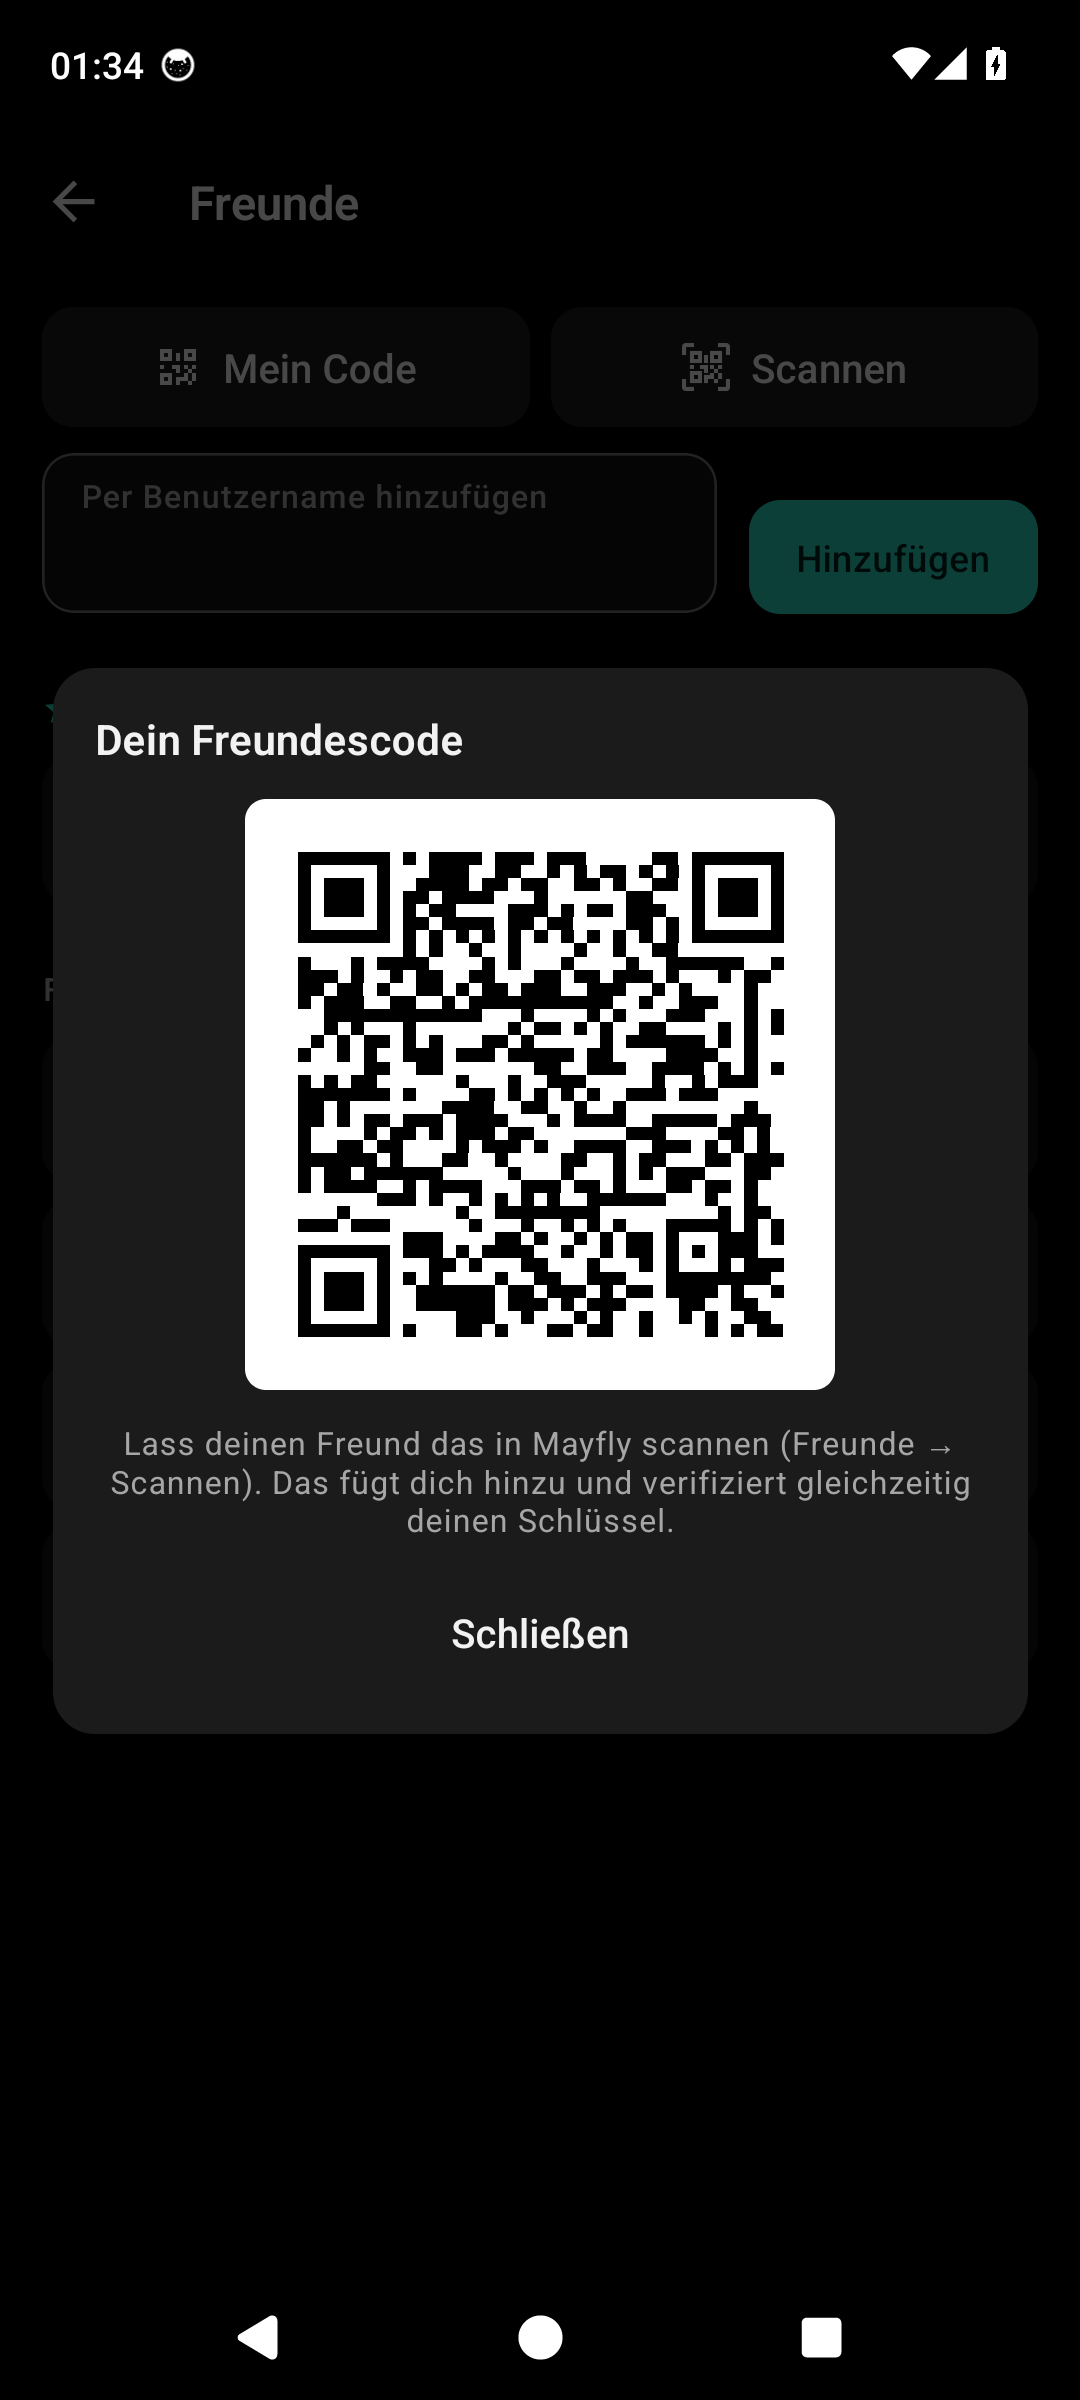 01:34
Freunde
Mein Code
Scannen
Per Benutzername hinzufügen
Hinzufügen
Dein Freundescode
Lass deinen Freund das in Mayfly scannen (Freunde →
Scannen). Das fügt dich hinzu und verifiziert gleichzeitig
deinen Schlüssel.
Schließen